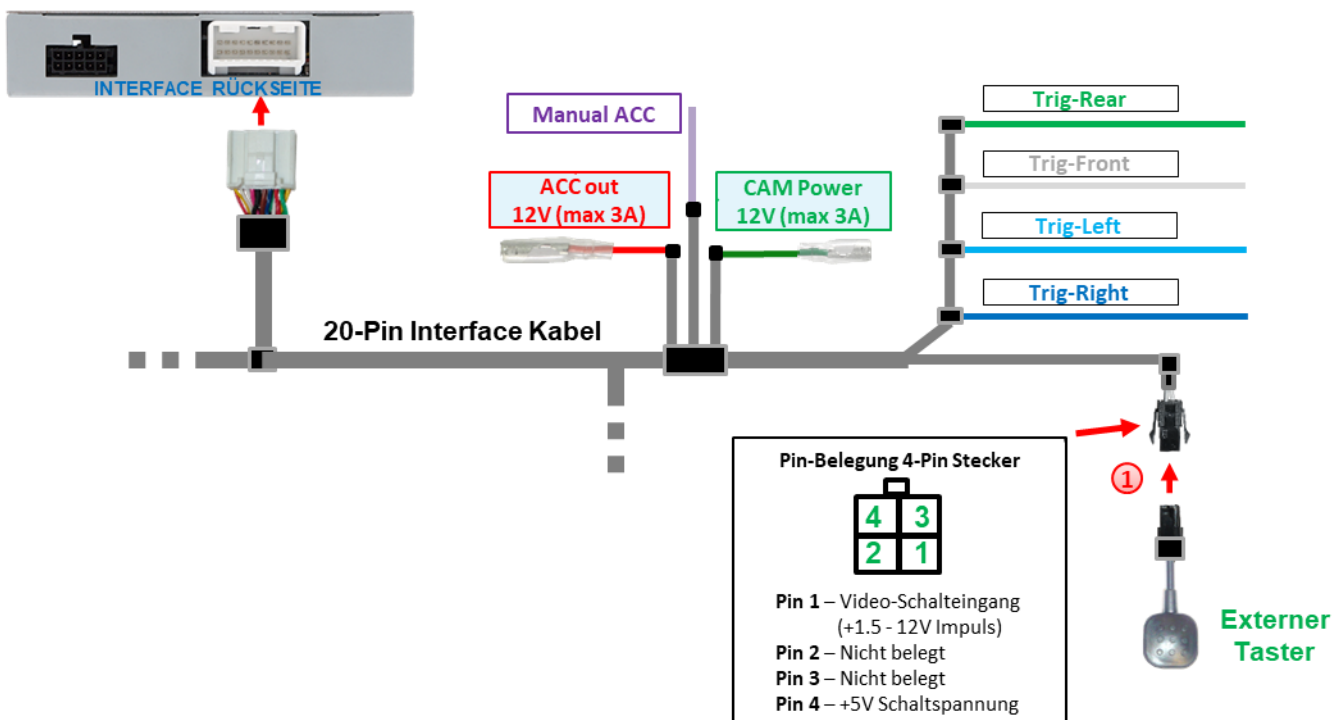 INTERFACE RÜCKSEITE
Manual ACC
ACC out
12V (max 3A)
CAM Power
12V (max 3A)
Trig-Rear
Trig-Front
Trig-Left
Trig-Right
20-Pin Interface Kabel
Pin-Belegung 4-Pin Stecker
4 3
2 1
Pin 1 – Video-Schalteingang
(+1.5 - 12V Impuls)
Pin 2 – Nicht belegt
Pin 3 – Nicht belegt
Pin 4 – +5V Schaltspannung
1
Externer
Taster